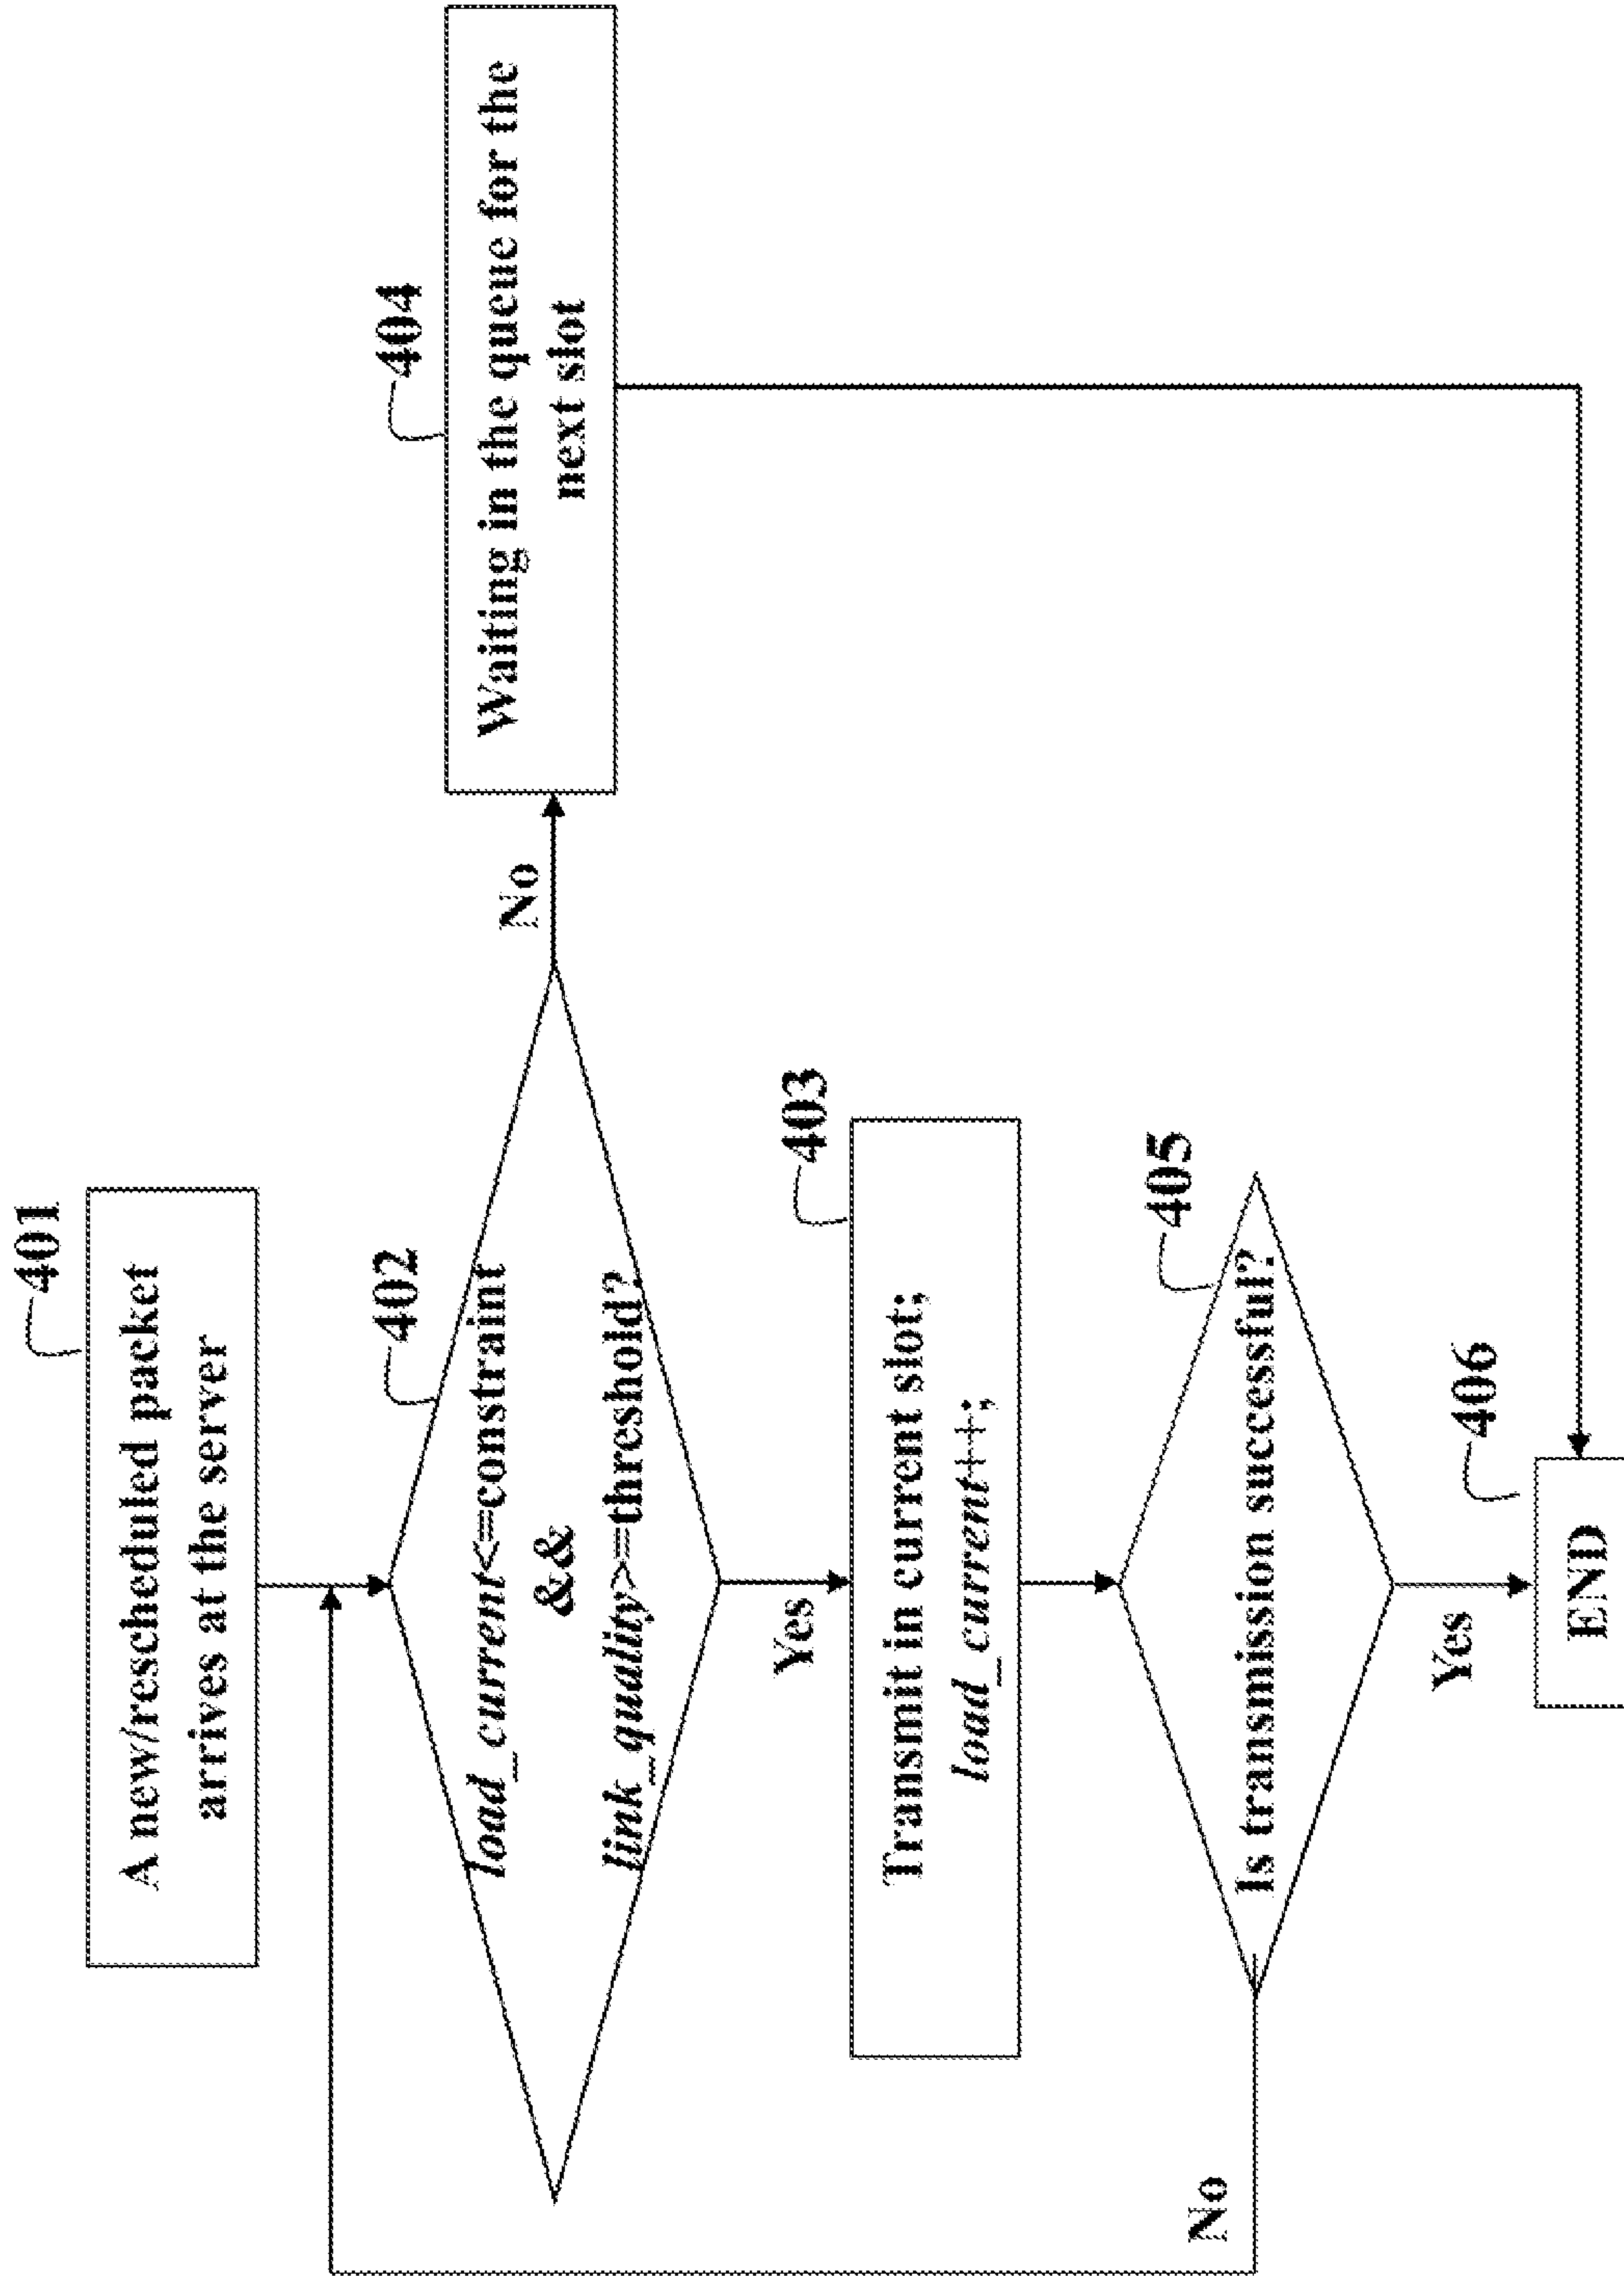 401
A new/rescheduled packet
arrives at the server
402
load_current<=constraint
&&
link_quality>=threshold?
No
404
Waiting in the queue for the
next slot
Yes
403
Transmit in current slot;
load_current++;
405
Is transmission successful?
No
Yes
406
END